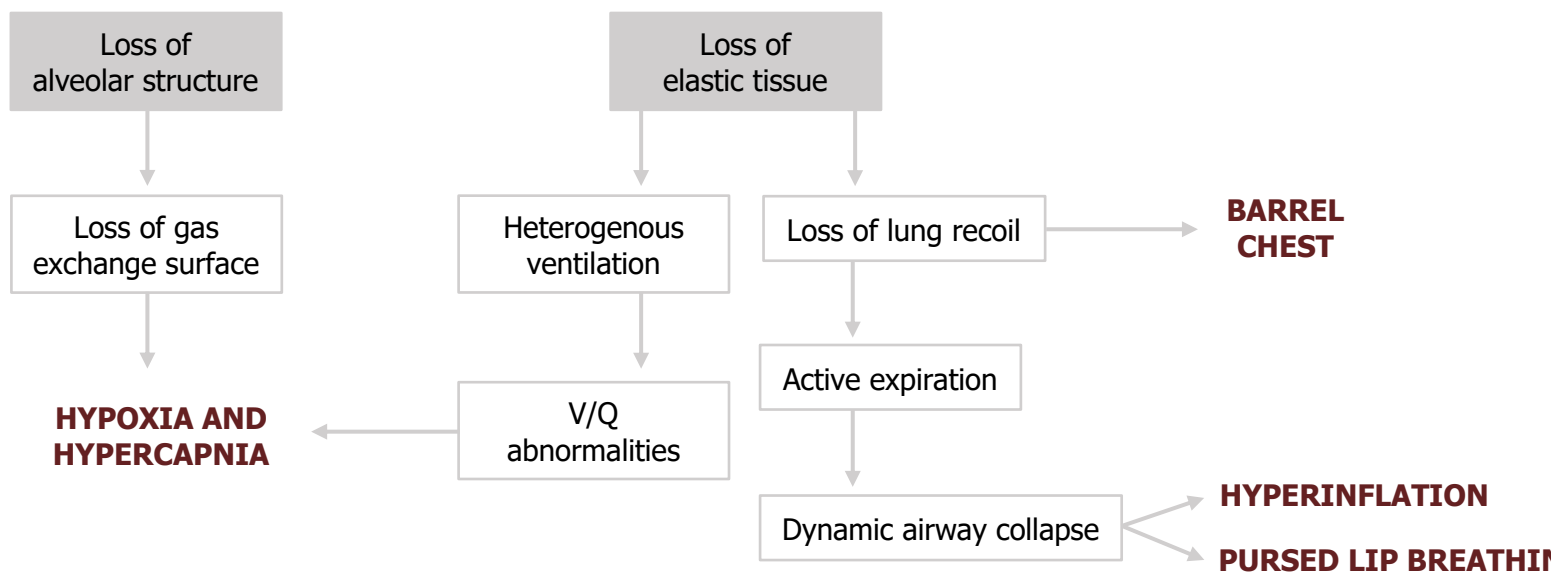 Loss of
alveolar structure
Loss of
elastic tissue
Loss of gas
exchange surface
Heterogenous
ventilation
Loss of lung recoil
BARREL
CHEST
Active expiration
HYPOXIA AND
HYPERCAPNIA
V/Q
abnormalities
Dynamic airway collapse
HYPERINFLATION
PURSED LIP BREATHIN